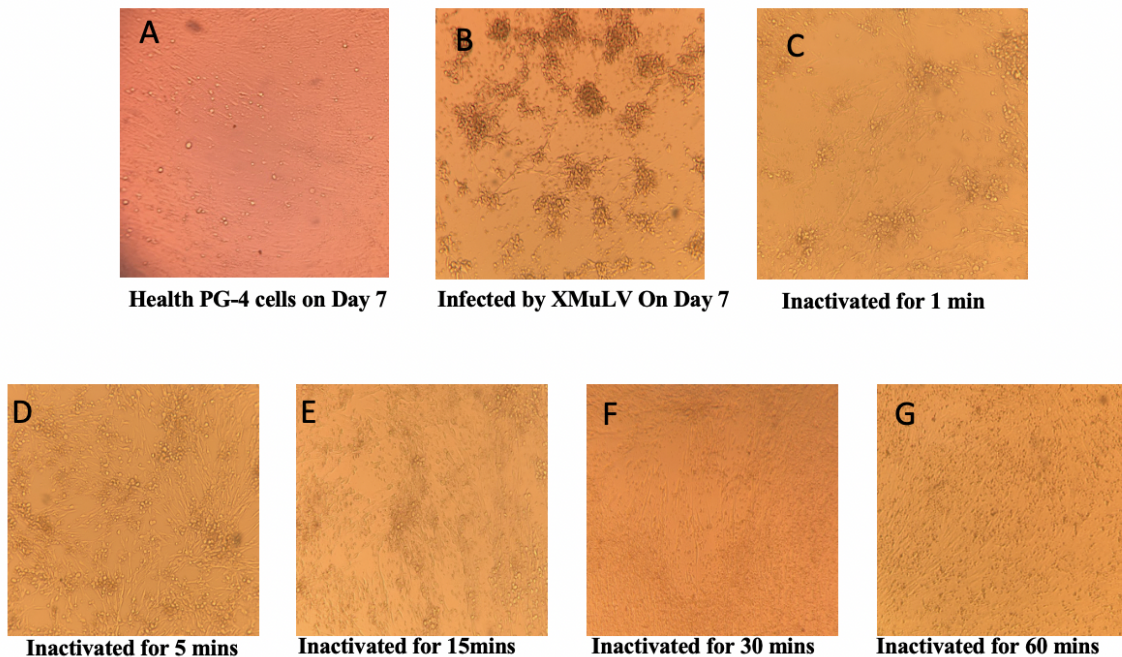 A
B
C
Health PG-4 cells on Day 7
Infected by XMuLV On Day 7
Inactivated for 1 min
D
E
F
G
Inactivated for 5 mins
Inactivated for 15mins
Inactivated for 30 mins
Inactivated for 60 mins